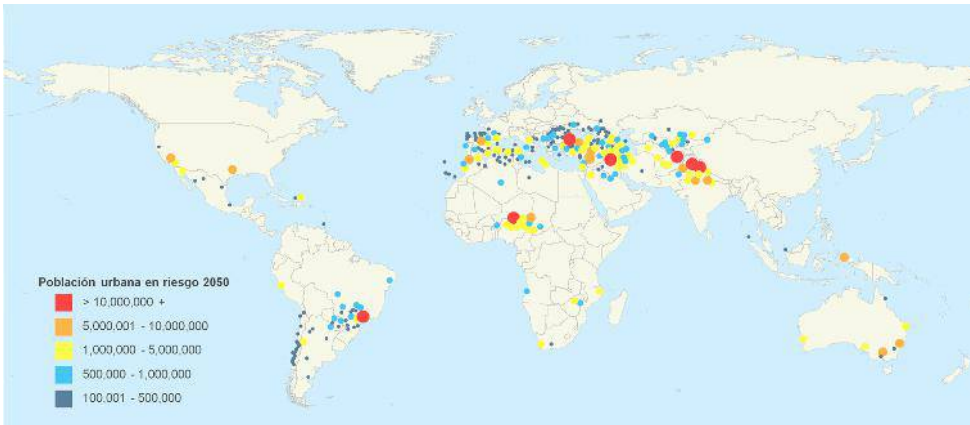 Población urbana en riesgo 2050
> 10,000,000 +
5,000.001 - 10,000,000
1,000,000 - 5,000,000
500,000 - 1,000,000
100.001 - 500,000